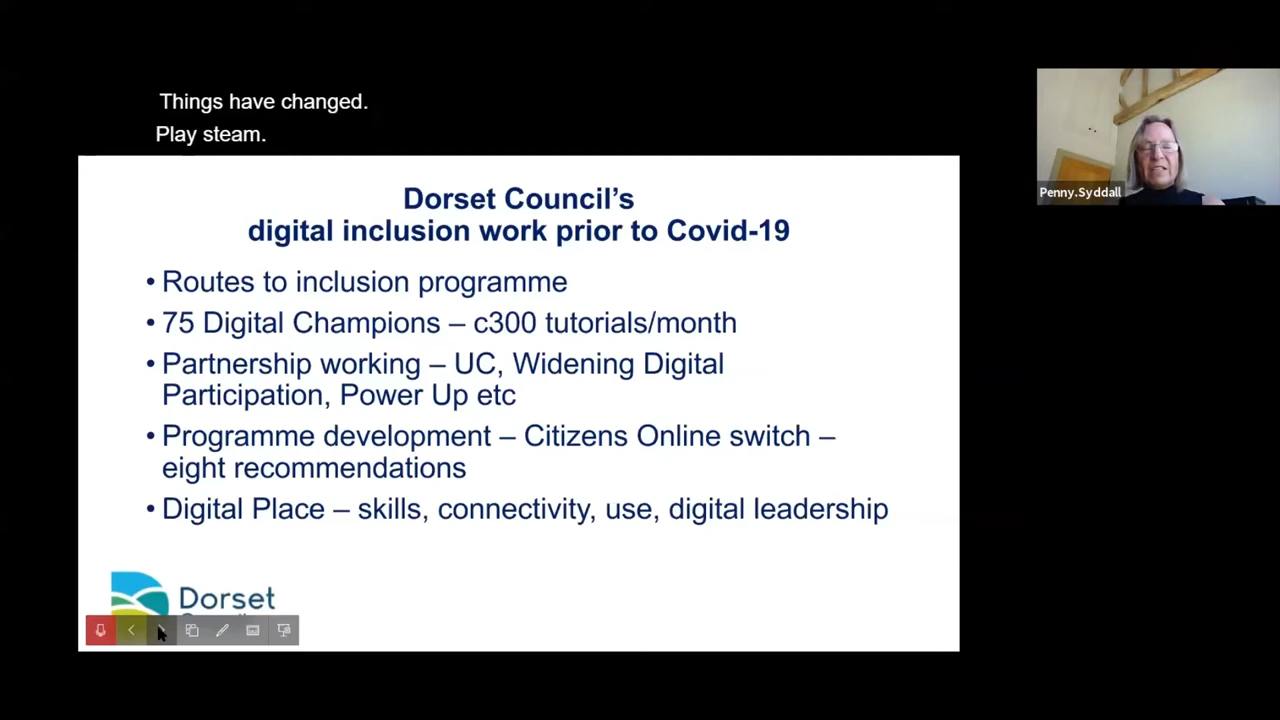 Things have changed.
Play steam.
Penny.Syddall
Dorset Council’s
digital inclusion work prior to Covid-19
• Routes to inclusion programme
• 75 Digital Champions – c300 tutorials/month
• Partnership working – UC, Widening Digital
Participation, Power Up etc
• Programme development – Citizens Online switch –
eight recommendations
• Digital Place – skills, connectivity, use, digital leadership
Dorset